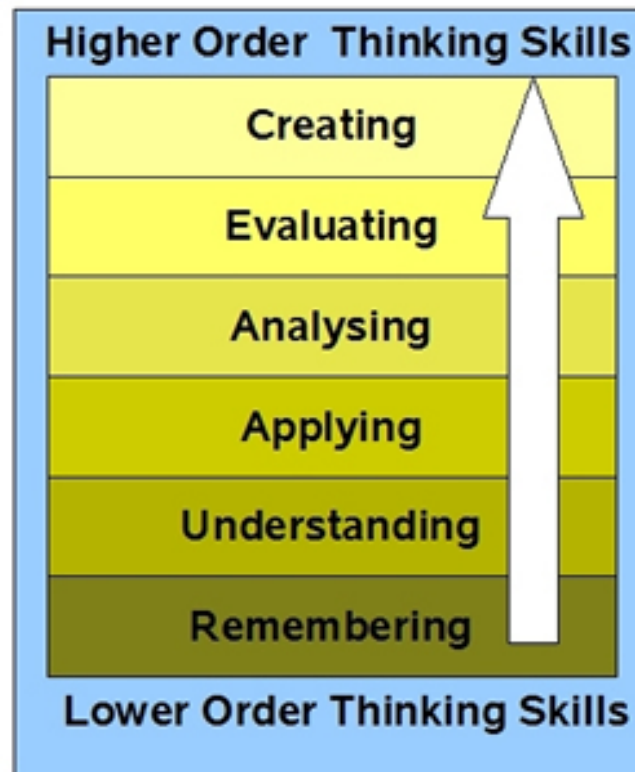 Higher Order Thinking Skills
Creating
Evaluating
Analysing
Applying
Understanding
Remembering
Lower Order Thinking Skills